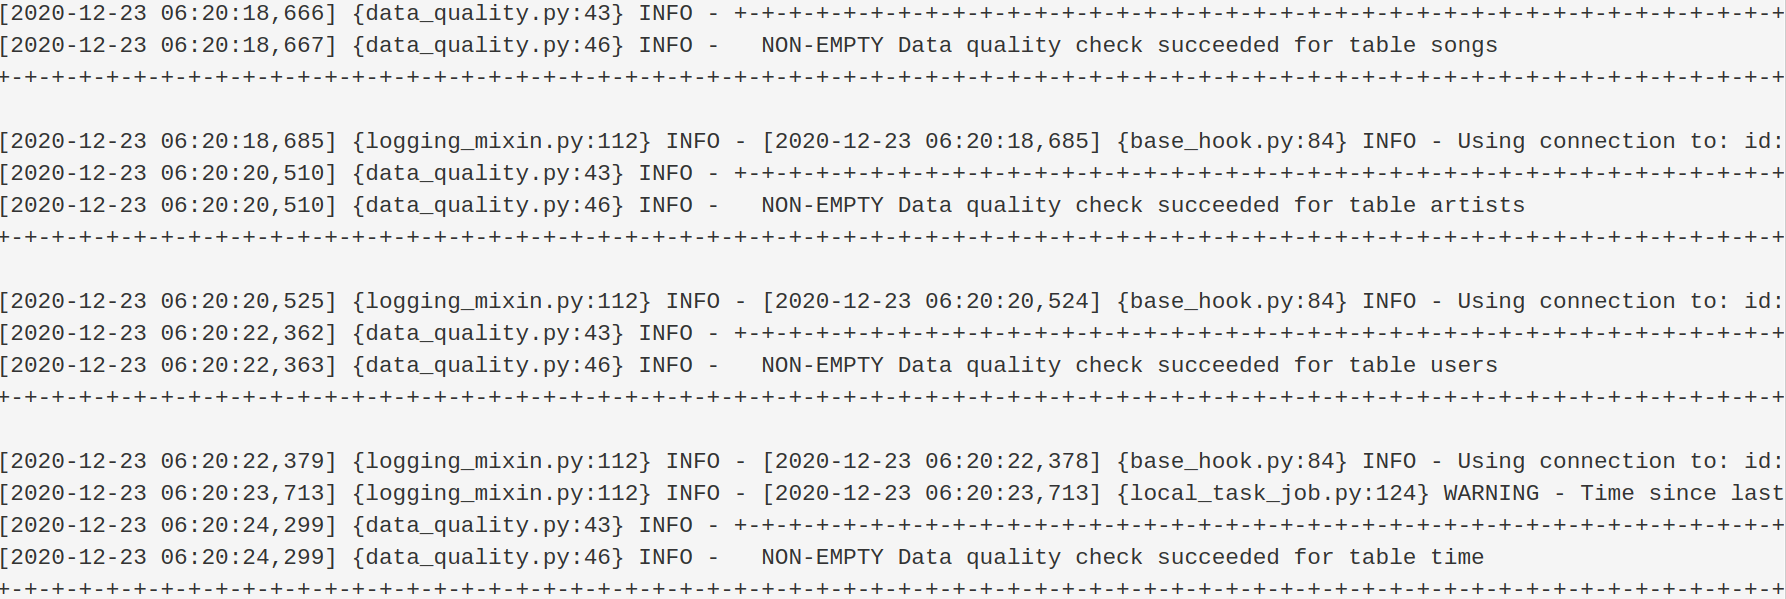 [2020-12-23 06:20:18,666] {data_quality.py:43} INFO - +-+-+-+-+-+-+-+-+-+-+-+-+-+-+-+-+-+-+-+-+-+-+-+-+-+-+-+-+-+-+-+-+-+-+-+-+-+-+-+
[2020-12-23 06:20:18,667] {data_quality.py:46} INFO -   NON-EMPTY Data quality check succeeded for table songs
+-+-+-+-+-+-+-+-+-+-+-+-+-+-+-+-+-+-+-+-+-+-+-+-+-+-+-+-+-+-+-+-+-+-+-+-+-+-+-+-+-+-+-+-+-+-+-+-+-+-+-+-+-+-+-+-+-+-+-+-+-+-+-+-+-+-+
[2020-12-23 06:20:18,685] {logging_mixin.py:112} INFO - [2020-12-23 06:20:18,685] {base_hook.py:84} INFO - Using connection to: id:
[2020-12-23 06:20:20,510] {data_quality.py:43} INFO - +-+-+-+-+-+-+-+-+-+-+-+-+-+-+-+-+-+-+-+-+-+-+-+-+-+-+-+-+-+-+-+-+-+-+-+-+-+-+-+
[2020-12-23 06:20:20,510] {data_quality.py:46} INFO -   NON-EMPTY Data quality check succeeded for table artists
+-+-+-+-+-+-+-+-+-+-+-+-+-+-+-+-+-+-+-+-+-+-+-+-+-+-+-+-+-+-+-+-+-+-+-+-+-+-+-+-+-+-+-+-+-+-+-+-+-+-+-+-+-+-+-+-+-+-+-+-+-+-+-+-+-+-+
[2020-12-23 06:20:20,525] {logging_mixin.py:112} INFO - [2020-12-23 06:20:20,524] {base_hook.py:84} INFO - Using connection to: id:
[2020-12-23 06:20:22,362] {data_quality.py:43} INFO - +-+-+-+-+-+-+-+-+-+-+-+-+-+-+-+-+-+-+-+-+-+-+-+-+-+-+-+-+-+-+-+-+-+-+-+-+-+-+-+
[2020-12-23 06:20:22,363] {data_quality.py:46} INFO -   NON-EMPTY Data quality check succeeded for table users
+-+-+-+-+-+-+-+-+-+-+-+-+-+-+-+-+-+-+-+-+-+-+-+-+-+-+-+-+-+-+-+-+-+-+-+-+-+-+-+-+-+-+-+-+-+-+-+-+-+-+-+-+-+-+-+-+-+-+-+-+-+-+-+-+-+-+
[2020-12-23 06:20:22,379] {logging_mixin.py:112} INFO - [2020-12-23 06:20:22,378] {base_hook.py:84} INFO - Using connection to: id:
[2020-12-23 06:20:23,713] {logging_mixin.py:112} INFO - [2020-12-23 06:20:23,713] {local_task_job.py:124} WARNING - Time since last
[2020-12-23 06:20:24,299] {data_quality.py:43} INFO - +-+-+-+-+-+-+-+-+-+-+-+-+-+-+-+-+-+-+-+-+-+-+-+-+-+-+-+-+-+-+-+-+-+-+-+-+-+-+-+
[2020-12-23 06:20:24,299] {data_quality.py:46} INFO -   NON-EMPTY Data quality check succeeded for table time
+-+-+-+-+-+-+-+-+-+-+-+-+-+-+-+-+-+-+-+-+-+-+-+-+-+-+-+-+-+-+-+-+-+-+-+-+-+-+-+-+-+-+-+-+-+-+-+-+-+-+-+-+-+-+-+-+-+-+-+-+-+-+-+-+-+-+